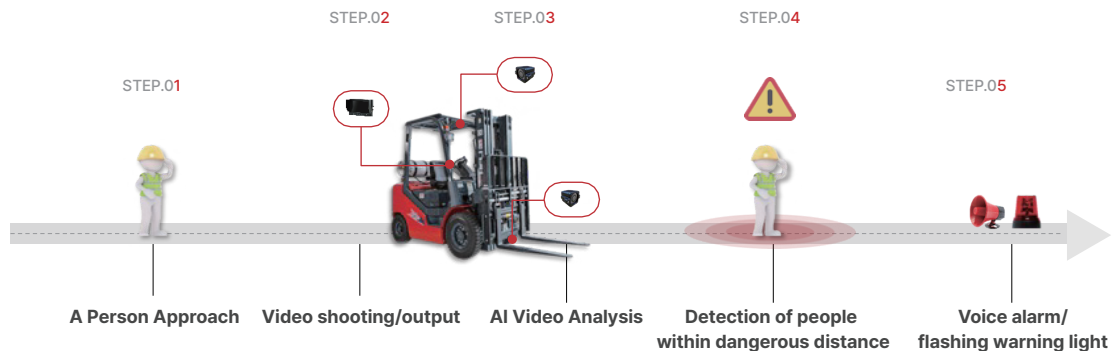 STEP.02
STEP.03
STEP.04
STEP.01
STEP.05
A Person Approach
Video shooting/output
AI Video Analysis
Detection of people
within dangerous distance
Voice alarm/
flashing warning light